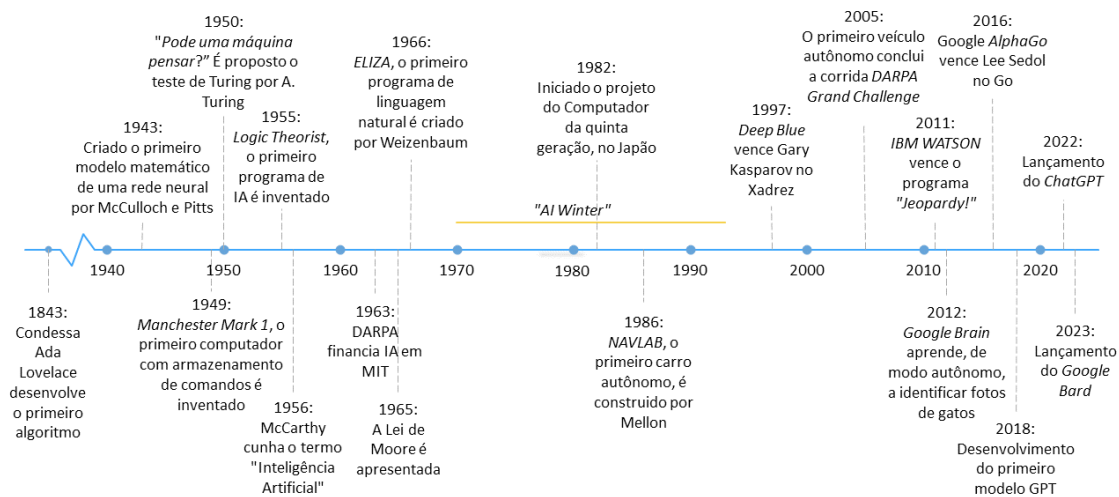 1950:
"Pode uma máquina
pensar?” É proposto o
teste de Turing por A.
Turing
1943:
Criado o primeiro
modelo matemático
de uma rede neural
por McCulloch e Pitts
1955:
Logic Theorist,
o primeiro
programa de
IA é inventado
1966:
ELIZA, o primeiro
programa de
linguagem
natural é criado
por Weizenbaum
1982:
Iniciado o projeto
do Computador
da quinta
geração, no Japão
"AI Winter"
1997:
Deep Blue
vence Gary
Kasparov no
Xadrez
2005:
O primeiro veículo
autônomo conclui
a corrida DARPA
Grand Challenge
2011:
IBM WATSON
vence o
programa
"Jeopardy!"
2016:
Google AlphaGo
vence Lee Sedol
no Go
2022:
Lançamento
do ChatGPT
1940
1950
1960
1970
1980
1990
2000
2010
2020
1843:
Condessa
Ada
Lovelace
desenvolve
o primeiro
algoritmo
1949:
Manchester Mark 1, o
primeiro computador
com armazenamento
de comandos é
inventado
1956:
McCarthy
cunha o termo
"Inteligência
Artificial"
1963:
DARPA
financia IA em
MIT
1965:
A Lei de
Moore é
apresentada
1986:
NAVLAB, o
primeiro carro
autônomo, é
construido por
Mellon
2012:
Google Brain
aprende, de
modo autônomo,
a identificar fotos
de gatos
2018:
Desenvolvimento
do primeiro
modelo GPT
2023:
Lançamento
do Google
Bard